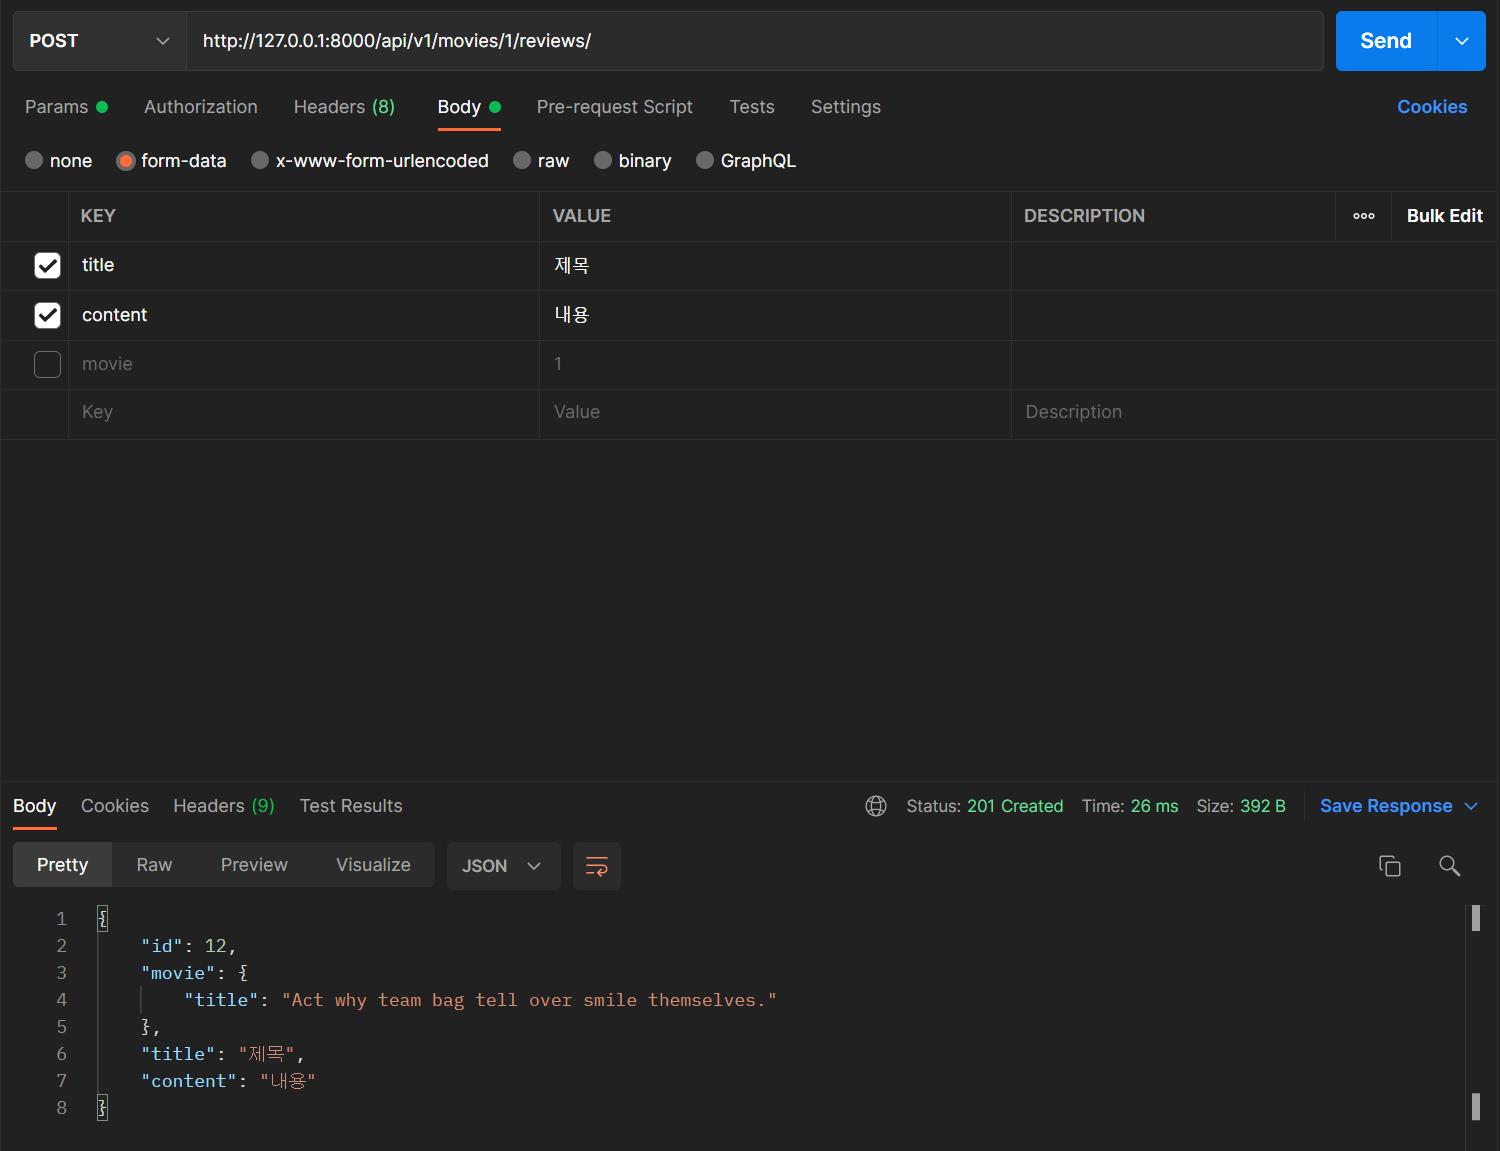 POST http://127.0.0.1:8000/api/v1/movies/1/reviews/ Send
Params Authorization Headers (8) Body Pre-request Script Tests Settings Cookies
none form-data x-www-form-urlencoded raw binary GraphQL
KEY VALUE DESCRIPTION ooo Bulk Edit
title 제목
content 내용
movie 1
Key Value Description
Body Cookies Headers (9) Test Results Status: 201 Created Time: 26 ms Size: 392 B Save Response
Pretty Raw Preview Visualize JSON
1 {
2 "id": 12,
3 "movie": {
4 "title": "Act why team bag tell over smile themselves."
5 },
6 "title": "제목",
7 "content": "내용"
8 }